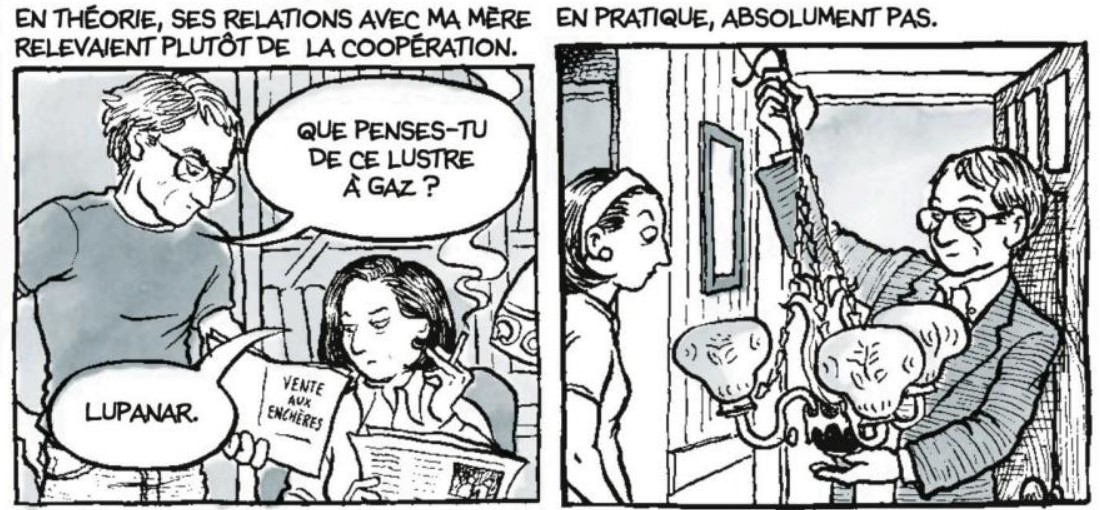 EN THÉORIE, SES RELATIONS AVEC MA MÈRE
RELEVAIENT PLUTÔT DE LA COOPÉRATION.
QUE PENSES-TU
DE CE LUSTRE
À GAZ ?
LUPANAR.
VENTE
AUX
ENCHÈRES
EN PRATIQUE, ABSOLUMENT PAS.